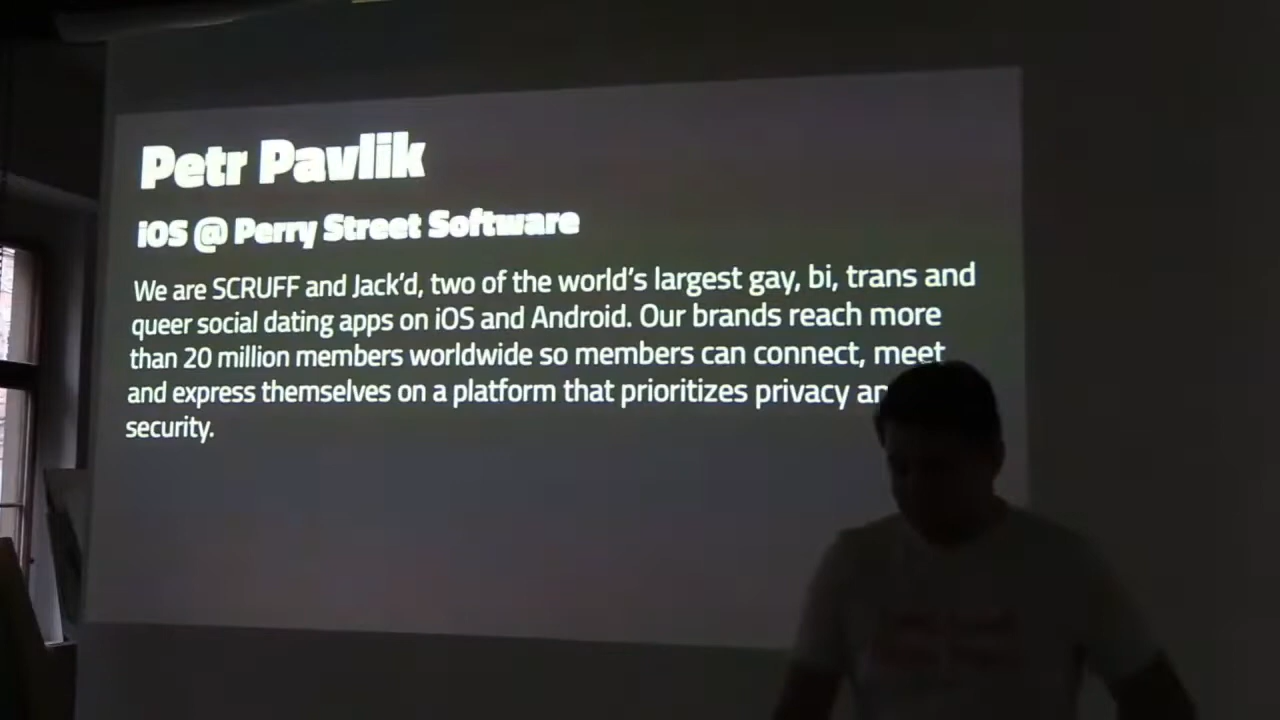 Petr Pavlik
iOS @ Perry Street Software
We are SCRUFF and Jack'd, two of the world's largest gay, bi, trans and
queer social dating apps on iOS and Android. Our brands reach more
than 20 million members worldwide so members can connect, meet
and express themselves on a platform that prioritizes privacy
security.